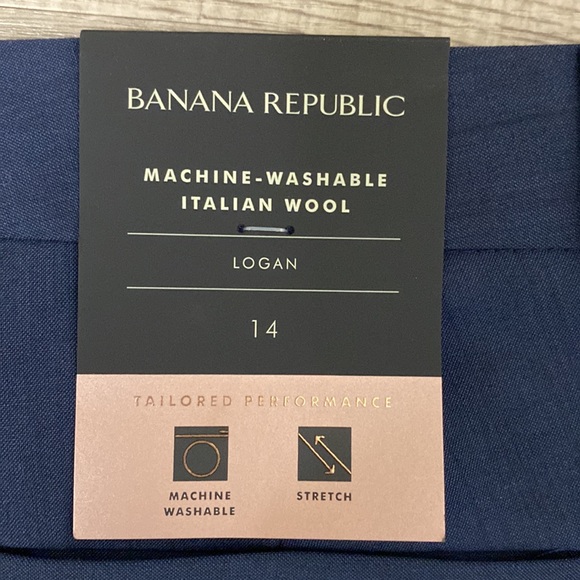 BANANA REPUBLIC
MACHINE-WASHABLE
ITALIAN WOOL
LOGAN
14
TAILORED PERFORMANCE
MACHINE
WASHABLE
STRETCH